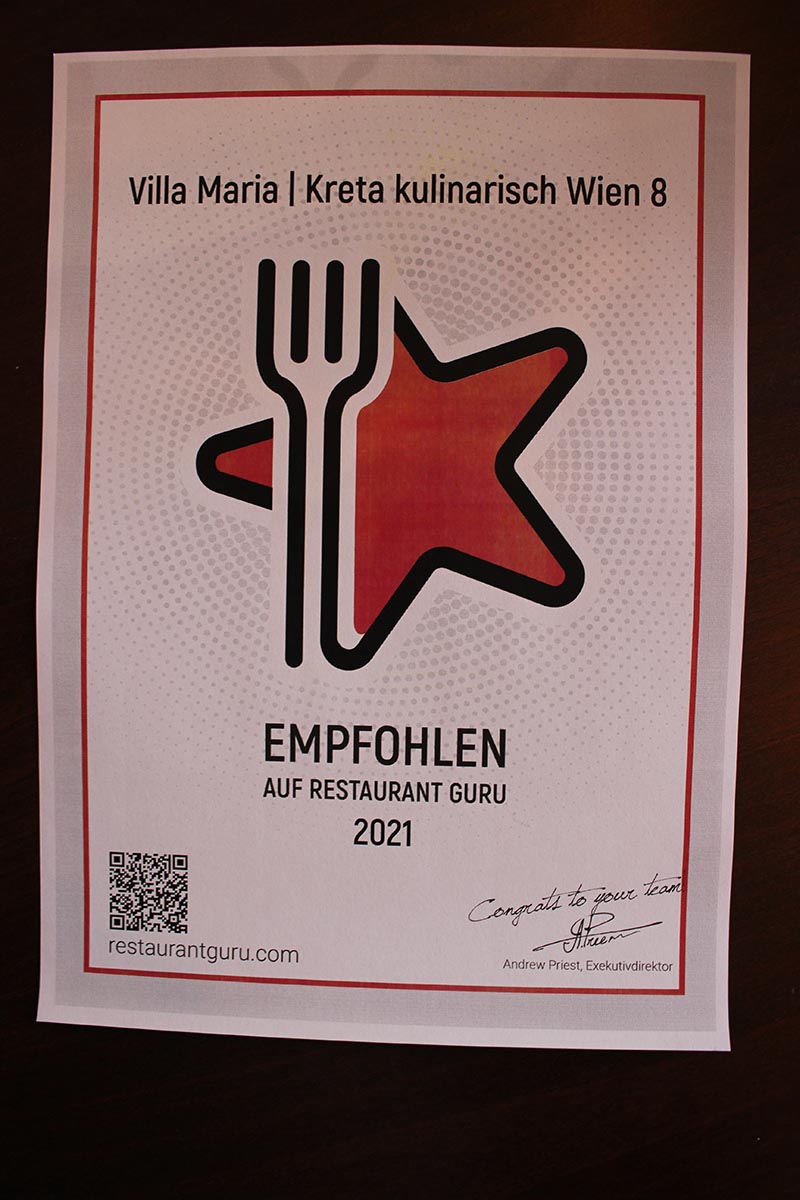 Villa Maria | Kreta kulinarisch Wien 8
EMPFOHLEN
AUF RESTAURANT GURU
2021
Congrats to your team
restaurantguru.com
Andrew Priest, Exekutivdirektor